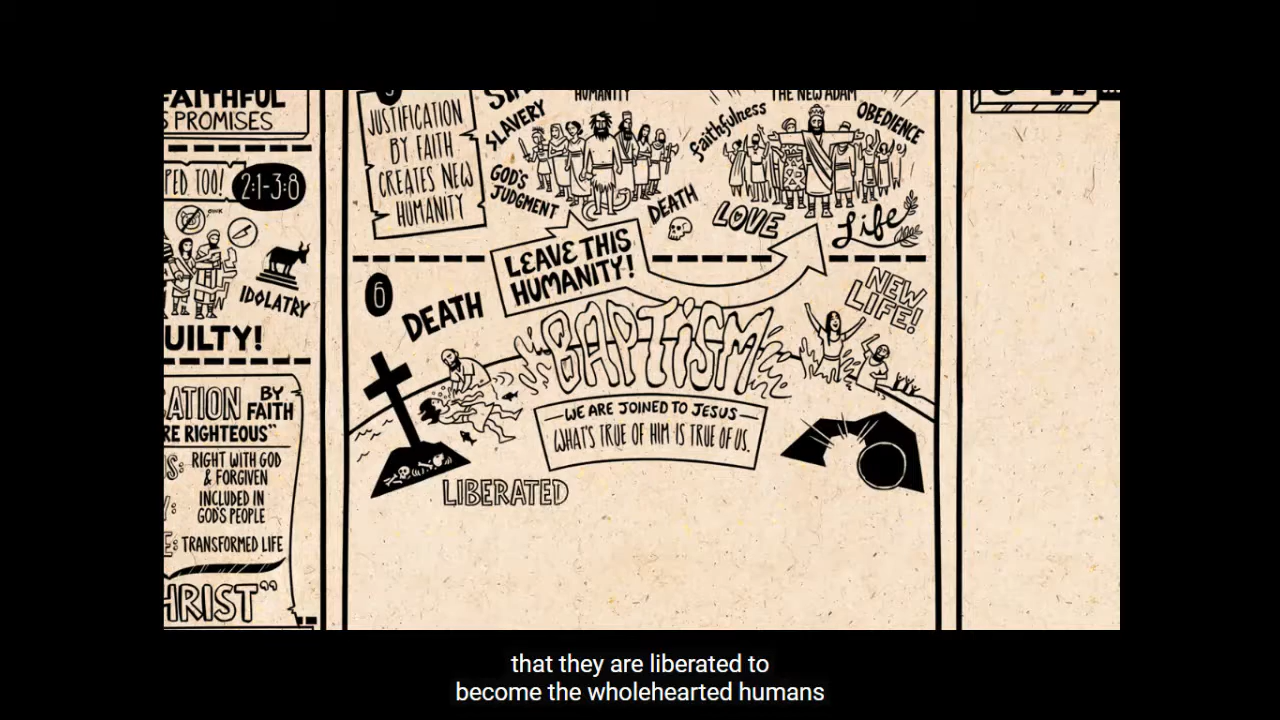 FAITHFUL
PROMISES
PED TOO!
2:1-3:8
IDOLATRY
UILTY!
ATION BY
FAITH
RE RIGHTEOUS"
RIGHT WITH GOD
& FORGIVEN
INCLUDED IN
GOD'S PEOPLE
TRANSFORMED LIFE
HRIST"
JUSTIFICATION
BY FAITH
CREATES NEW
HUMANITY
SIN
SLAVERY
HUMANITY
GOD'S
JUDGMENT
DEATH
THE NEW ADAM
faithfulness
OBEDIENCE
LOVE
Life
LEAVE THIS
HUMANITY!
6
DEATH
BAPTISM
NEW
LIFE!
WE ARE JOINED TO JESUS
WHAT'S TRUE OF HIM IS TRUE OF US.
LIBERATED
that they are liberated to
become the wholehearted humans